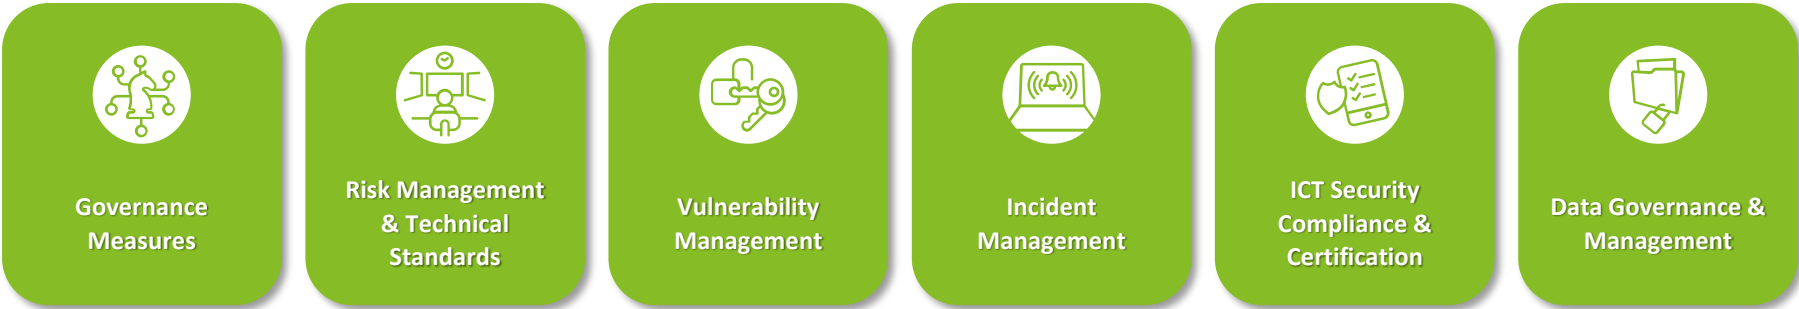 Governance
Measures
Risk Management
& Technical
Standards
Vulnerability
Management
Incident
Management
ICT Security
Compliance &
Certification
Data Governance &
Management